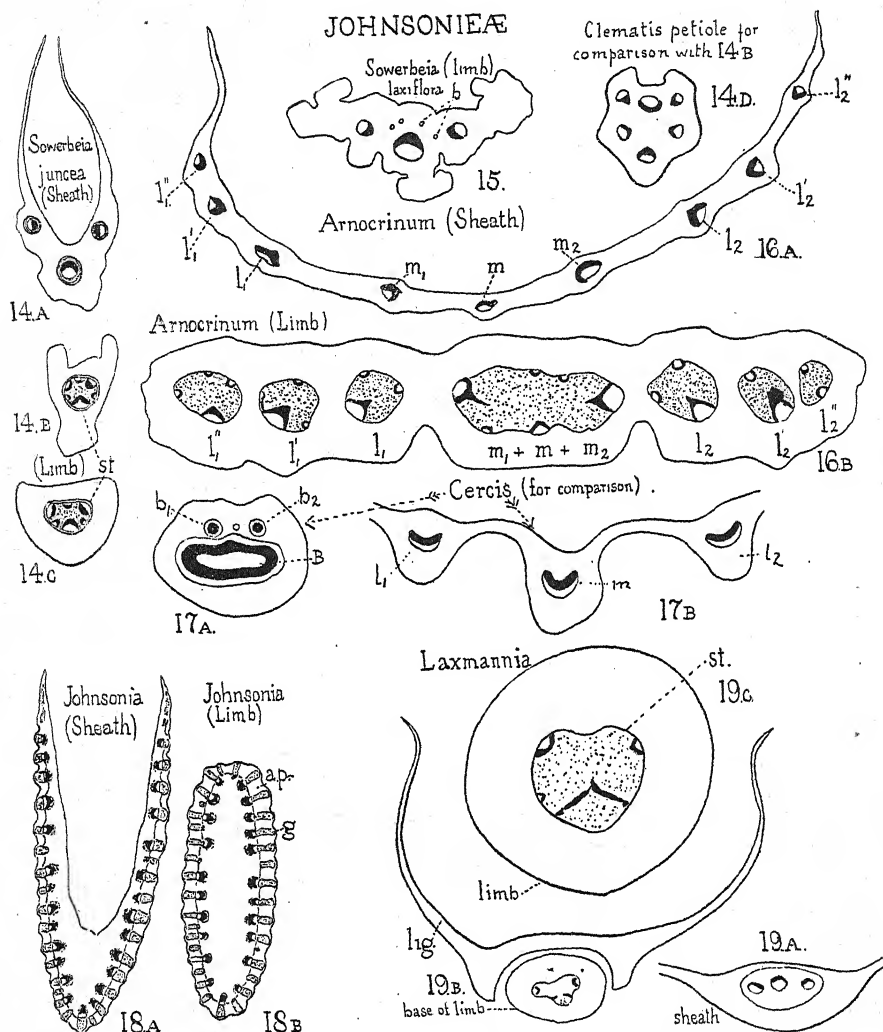 JOHNSONIEÆ
Clematis petiole for
comparison with 14B
14.D.
Sowerbeia (limb)
laxiflora
b
15.
Sowerbeia
juncea
(Sheath)
14.A
Arnocrinum (Sheath)
l₁''
l₁'
l₁
m₁
m
m₂
l₂
l₂'
l₂''
16.A.
14.B
(Limb)
st
14.C
Arnocrinum (Limb)
l₁''
l₁'
l₁
m₁ + m + m₂
l₂
l₂'
l₂''
16.B
Cercis (for comparison).
b₁
b₂
B
17A.
l₁
m
l₂
17B
Johnsonia
(Sheath)
18.A
Johnsonia
(Limb)
a.p.
g
18B
Laxmannia
st.
19.C.
limb
lig.
19.B.
base of limb
19.A.
sheath